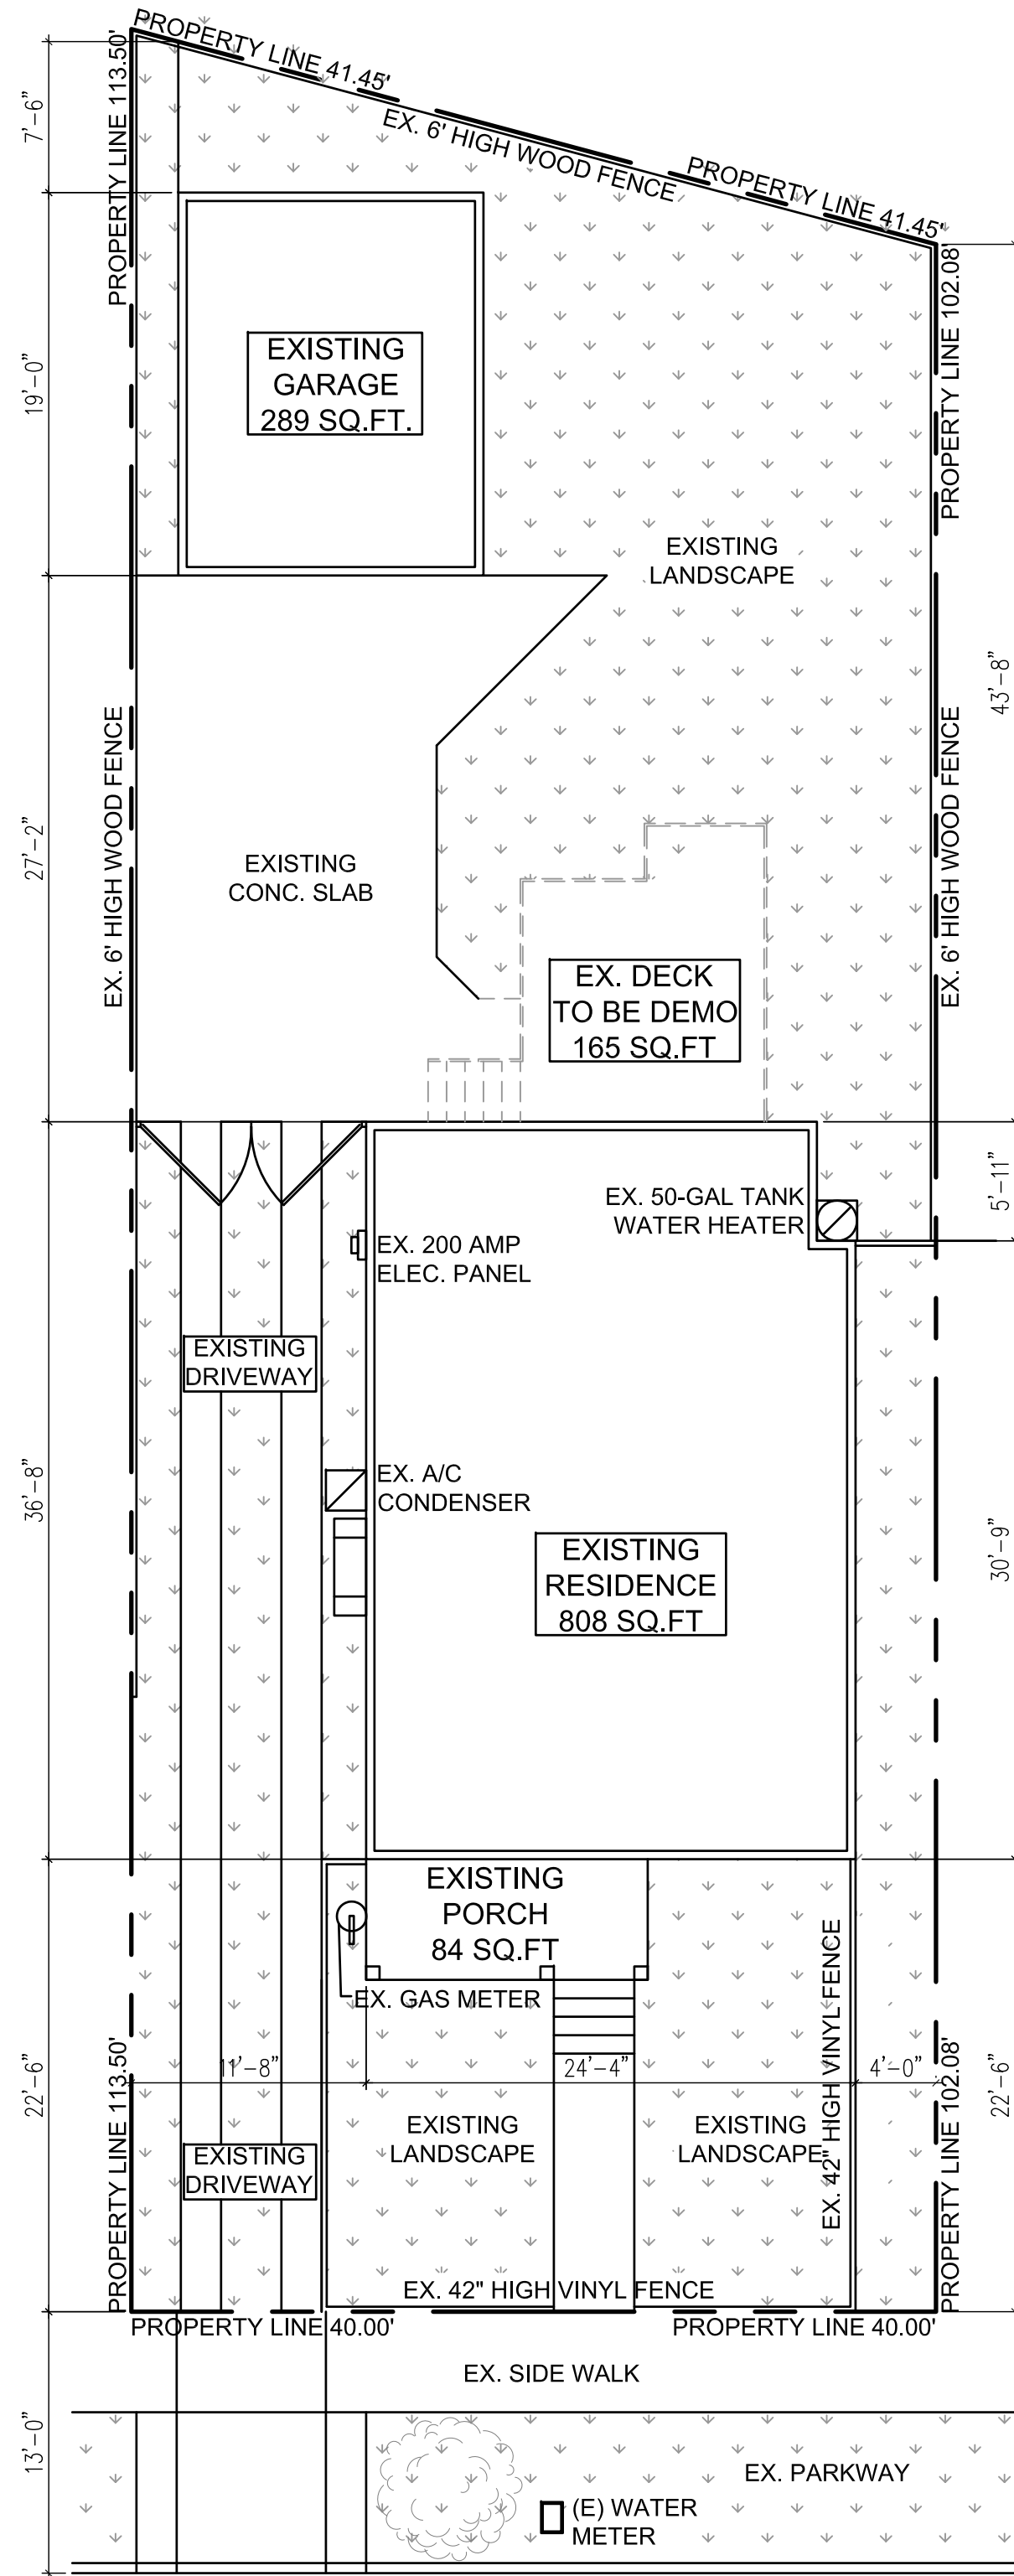 PROPERTY LINE 41.45'
EX. 6' HIGH WOOD FENCE
PROPERTY LINE 41.45'
PROPERTY LINE 113.50'
PROPERTY LINE 102.08'
7'-6"
19'-0"
EXISTING
GARAGE
289 SQ.FT.
EXISTING
LANDSCAPE
43'-8"
EX. 6' HIGH WOOD FENCE
EX. 6' HIGH WOOD FENCE
27'-2"
EXISTING
CONC. SLAB
EX. DECK
TO BE DEMO
165 SQ.FT
5'-11"
EX. 50-GAL TANK
WATER HEATER
EX. 200 AMP
ELEC. PANEL
EXISTING
DRIVEWAY
36'-8"
EX. A/C
CONDENSER
30'-9"
EXISTING
RESIDENCE
808 SQ.FT
EXISTING
PORCH
84 SQ.FT
EX. GAS METER
EX. 42" HIGH VINYL FENCE
22'-6"
11'-8"
24'-4"
4'-0"
22'-6"
PROPERTY LINE 113.50'
PROPERTY LINE 102.08'
EXISTING
LANDSCAPE
EXISTING
LANDSCAPE
EXISTING
DRIVEWAY
EX. 42" HIGH VINYL FENCE
PROPERTY LINE 40.00'
PROPERTY LINE 40.00'
EX. SIDE WALK
13'-0"
EX. PARKWAY
(E) WATER
METER